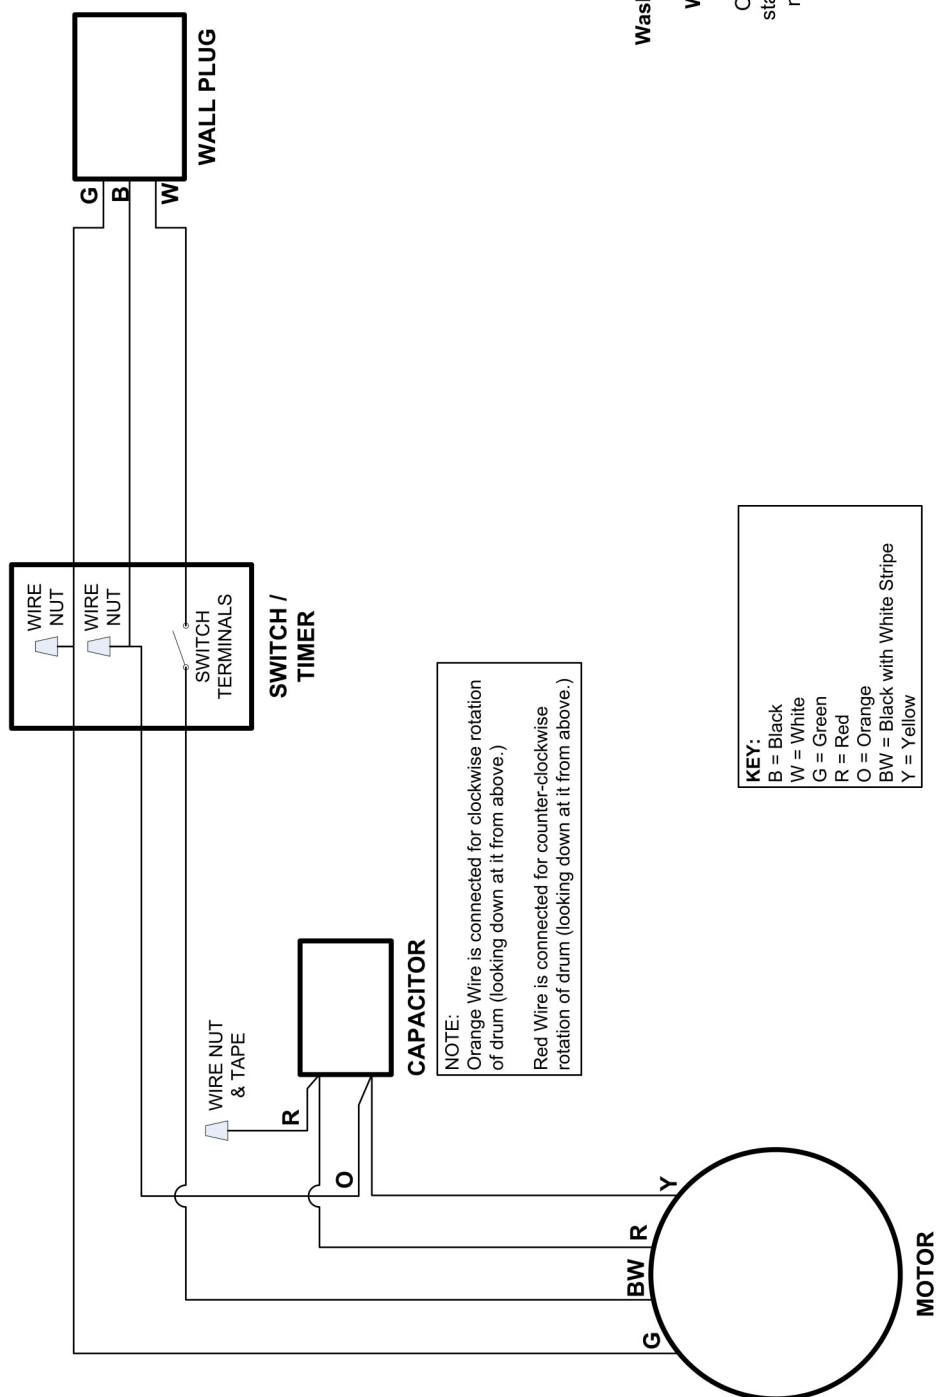 WALL PLUG
G
B
W
WIRE
NUT
WIRE
NUT
SWITCH
TERMINALS
SWITCH /
TIMER
WIRE NUT
& TAPE
R
O
CAPACITOR
NOTE:
Orange Wire is connected for clockwise rotation
of drum (looking down at it from above.)
Red Wire is connected for counter-clockwise
rotation of drum (looking down at it from above.)
KEY:
B = Black
W = White
G = Green
R = Red
O = Orange
BW = Black with White Stripe
Y = Yellow
G
BW
R
Y
MOTOR